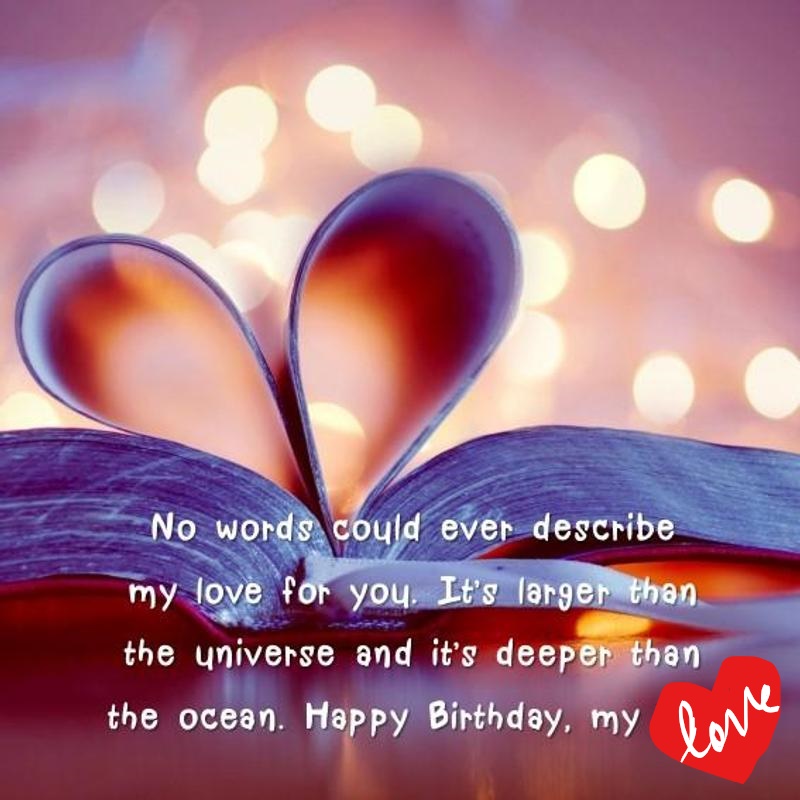 No words could ever describe
my love for you. It's larger than
the universe and it's deeper than
the ocean. Happy Birthday, my love